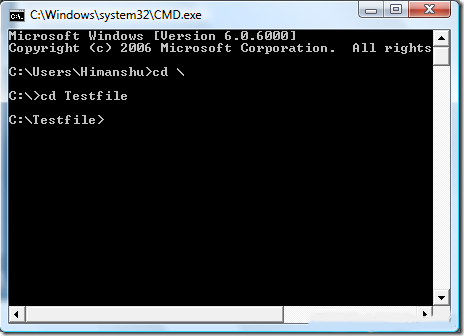 C:\Windows\system32\CMD.exe
Microsoft Windows [Version 6.0.6000]
Copyright (c) 2006 Microsoft Corporation.  All rights
C:\Users\Himanshu>cd \
C:\>cd Testfile
C:\Testfile>